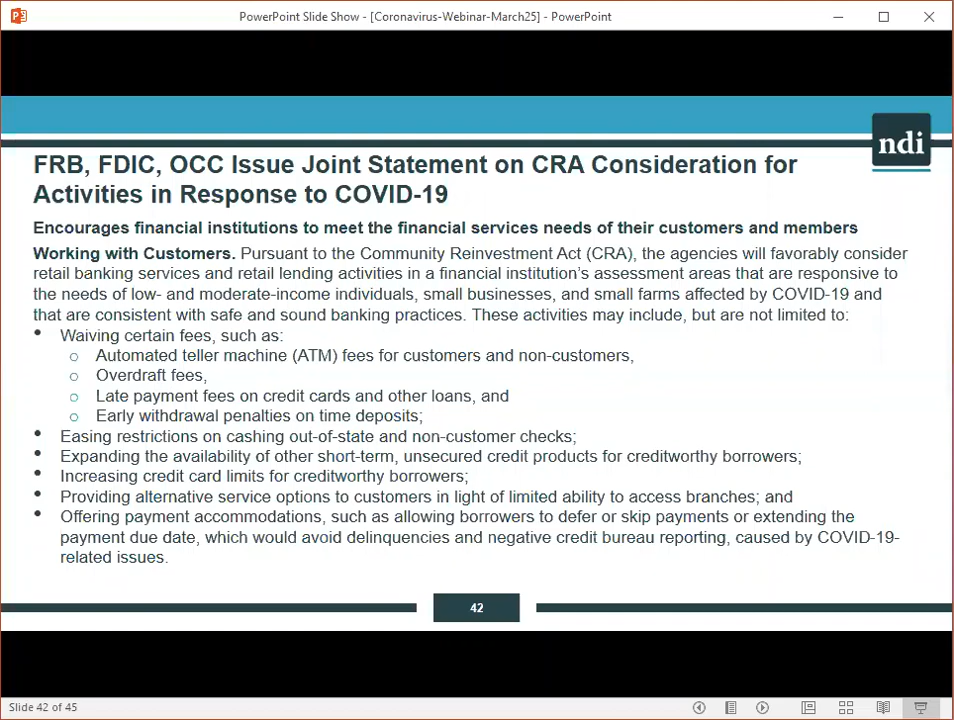 PowerPoint Slide Show - [Coronavirus-Webinar-March25] - PowerPoint
ndi
FRB, FDIC, OCC Issue Joint Statement on CRA Consideration for
Activities in Response to COVID-19
Encourages financial institutions to meet the financial services needs of their customers and members
Working with Customers. Pursuant to the Community Reinvestment Act (CRA), the agencies will favorably consider
retail banking services and retail lending activities in a financial institution's assessment areas that are responsive to
the needs of low- and moderate-income individuals, small businesses, and small farms affected by COVID-19 and
that are consistent with safe and sound banking practices. These activities may include, but are not limited to:
• Waiving certain fees, such as:
o Automated teller machine (ATM) fees for customers and non-customers,
o Overdraft fees,
o Late payment fees on credit cards and other loans, and
o Early withdrawal penalties on time deposits;
• Easing restrictions on cashing out-of-state and non-customer checks;
• Expanding the availability of other short-term, unsecured credit products for creditworthy borrowers;
• Increasing credit card limits for creditworthy borrowers;
• Providing alternative service options to customers in light of limited ability to access branches; and
• Offering payment accommodations, such as allowing borrowers to defer or skip payments or extending the
payment due date, which would avoid delinquencies and negative credit bureau reporting, caused by COVID-19-
related issues.
42
Slide 42 of 45